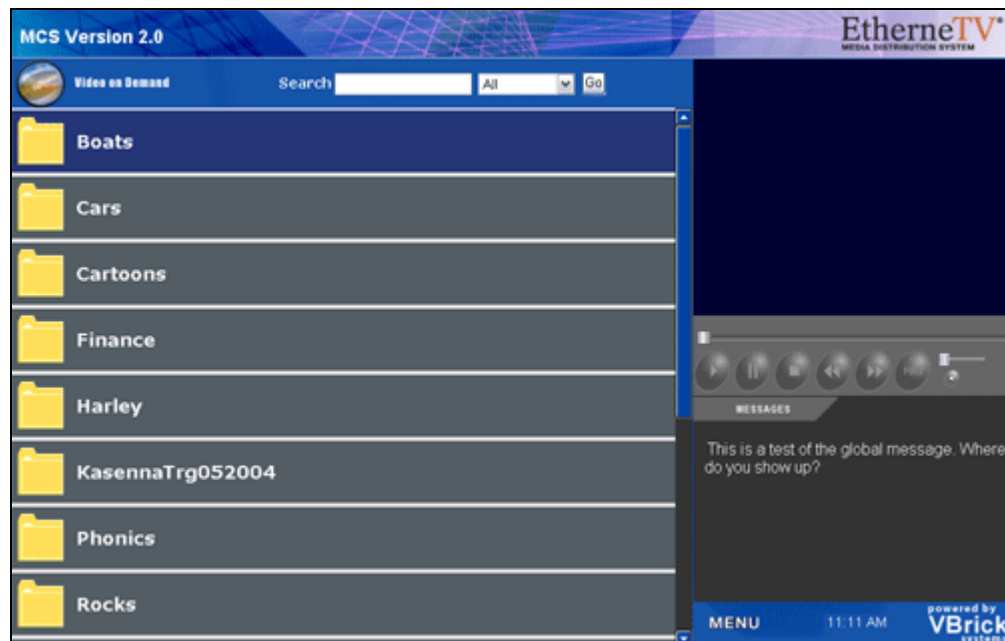 MCS Version 2.0
EtherneTV
MEDIA DISTRIBUTION SYSTEM
Video on Demand
Search
All
Go
Boats
Cars
Cartoons
Finance
Harley
KasennaTrg052004
Phonics
Rocks
MESSAGES
This is a test of the global message. Where
do you show up?
MENU
11:11 AM
powered by
VBrick
systems